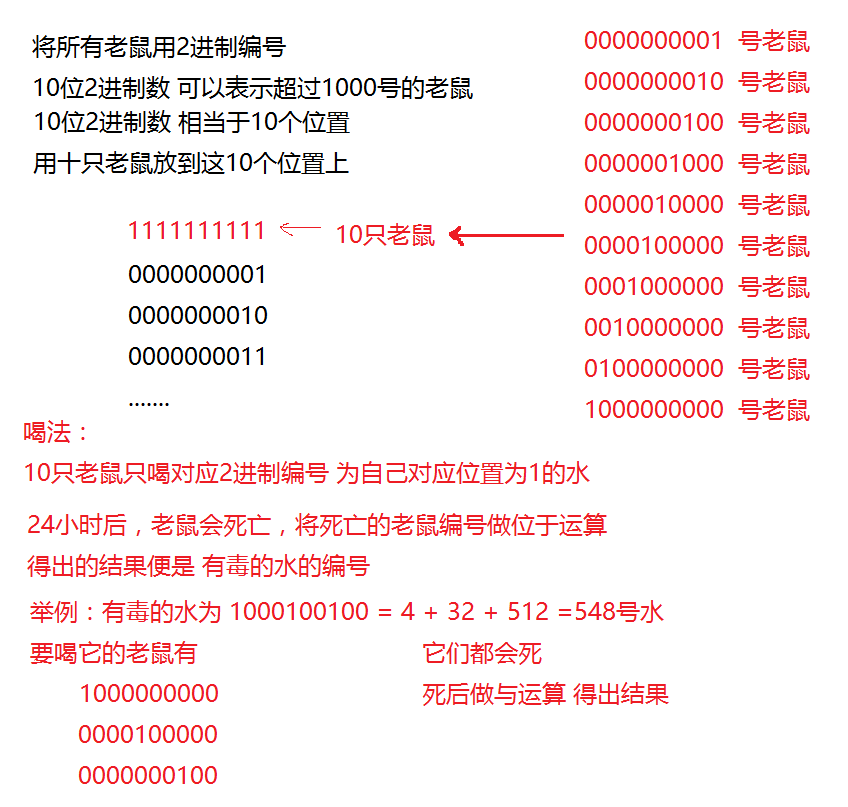 将所有老鼠用2进制编号
10位2进制数 可以表示超过1000号的老鼠
10位2进制数 相当于10个位置
用十只老鼠放到这10个位置上
0000000001 号老鼠
0000000010 号老鼠
0000000100 号老鼠
0000001000 号老鼠
0000010000 号老鼠
0000100000 号老鼠
0001000000 号老鼠
0010000000 号老鼠
0100000000 号老鼠
1000000000 号老鼠
1111111111
10只老鼠
0000000001
0000000010
0000000011
.......
喝法：
10只老鼠只喝对应2进制编号 为自己对应位置为1的水
24小时后，老鼠会死亡，将死亡的老鼠编号做位于运算
得出的结果便是 有毒的水的编号
举例：有毒的水为 1000100100 = 4 + 32 + 512 =548号水
要喝它的老鼠有
1000000000
0000100000
0000000100
它们都会死
死后做与运算 得出结果